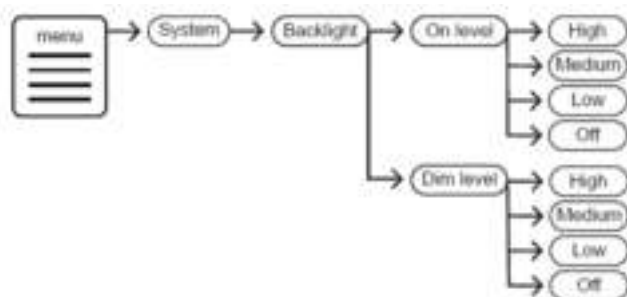 menu
System
Backlight
On level
High
Medium
Low
Off
Dim level
High
Medium
Low
Off